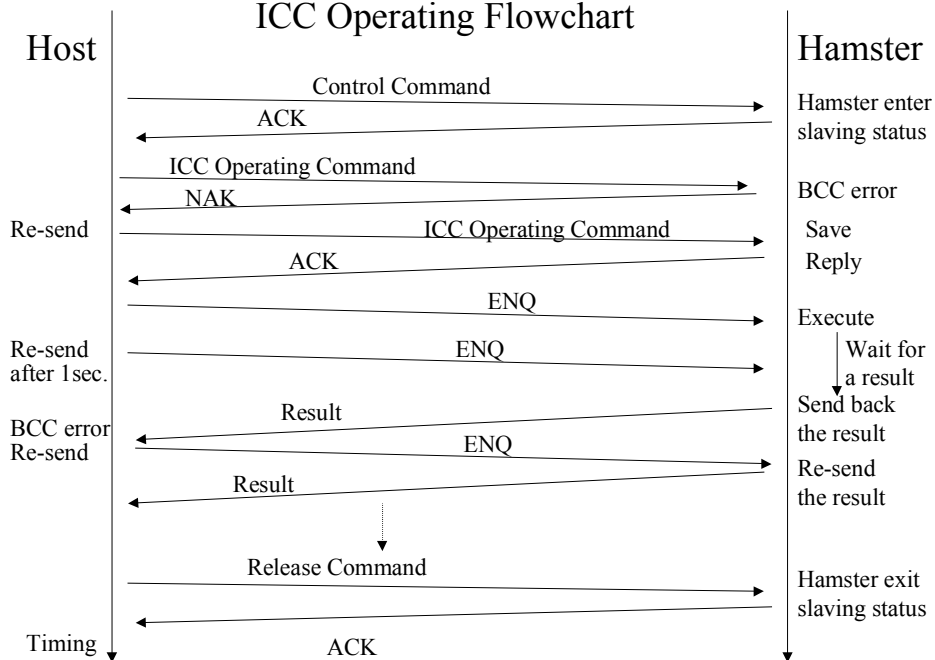 ICC Operating Flowchart
Host
Hamster
Control Command
Hamster enter
slaving status
ACK
ICC Operating Command
BCC error
NAK
Re-send
ICC Operating Command
Save
ACK
Reply
ENQ
Execute
Re-send
after 1sec.
ENQ
Wait for
a result
Result
Send back
the result
BCC error
Re-send
ENQ
Re-send
the result
Result
Release Command
Hamster exit
slaving status
Timing
ACK